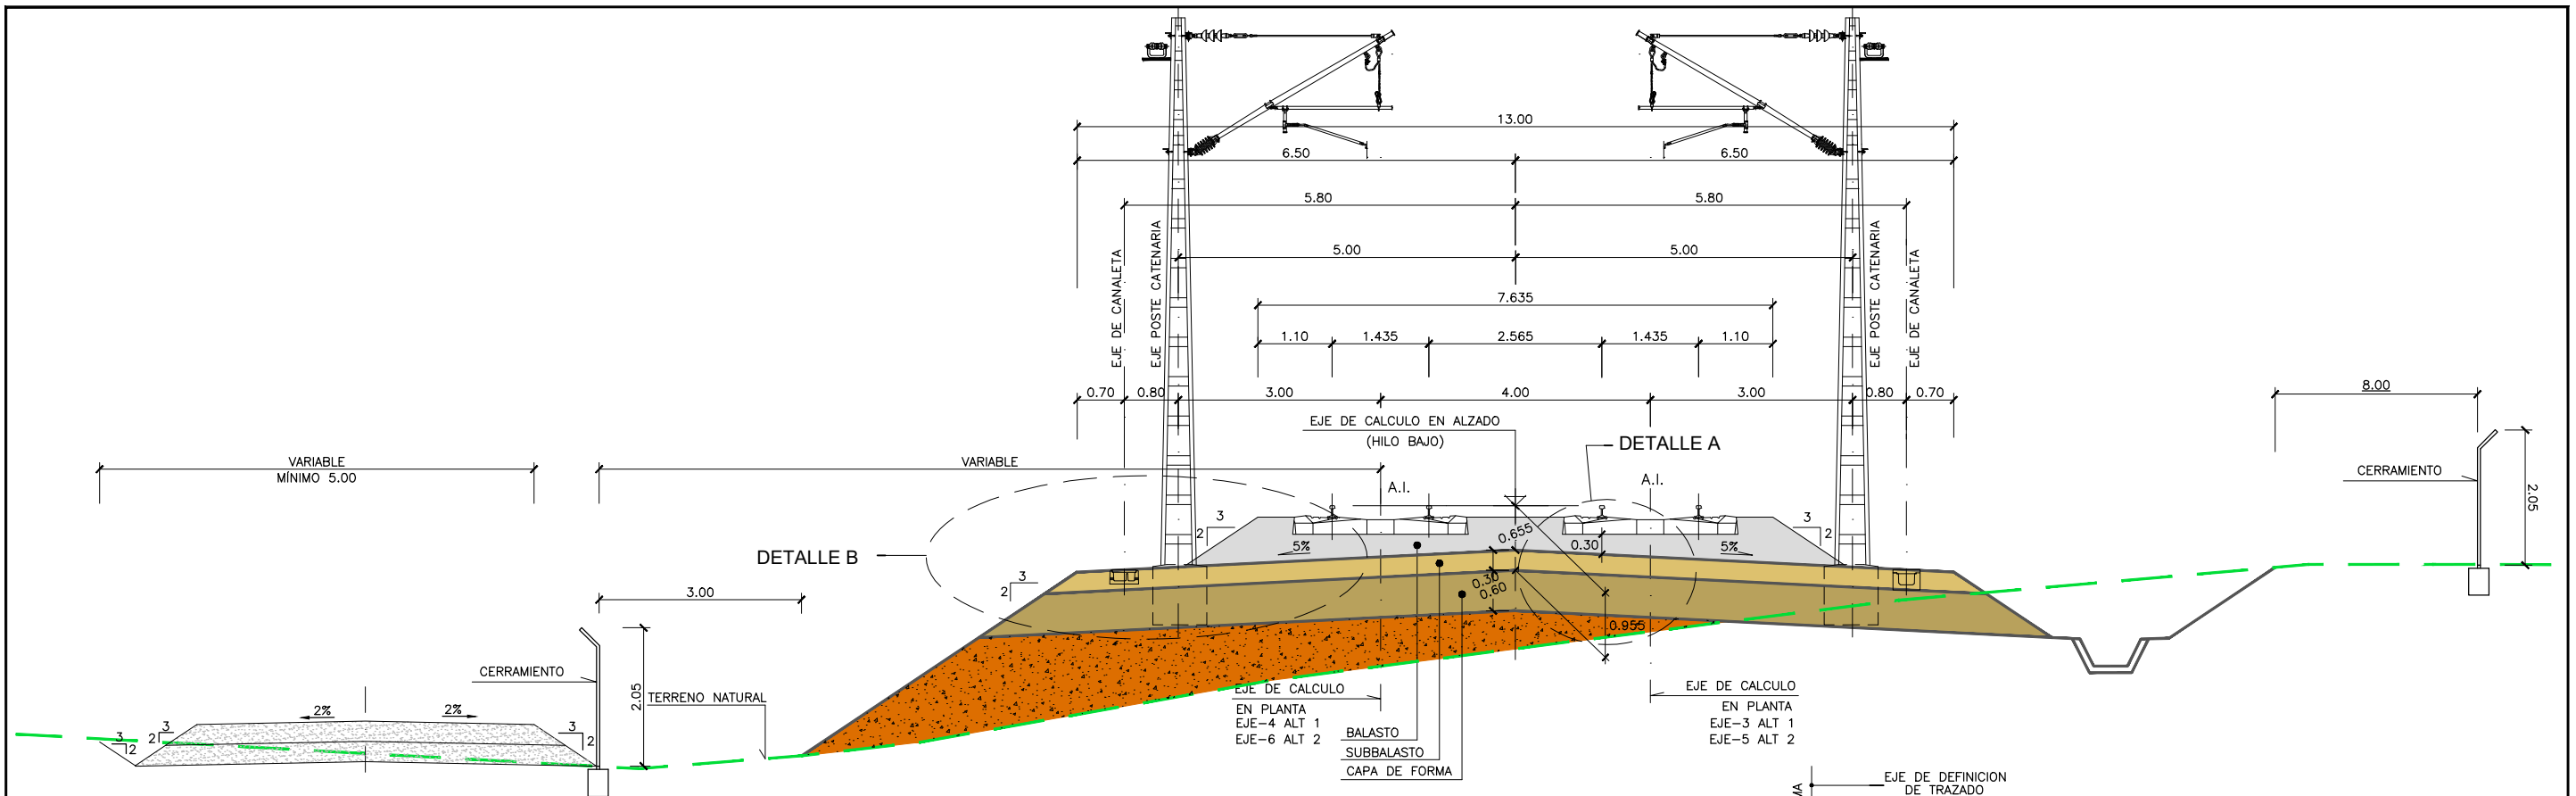 13.00
6.50
6.50
5.80
5.80
EJE DE CANALETA
EJE POSTE CATENARIA
5.00
5.00
EJE POSTE CATENARIA
EJE DE CANALETA
7.635
1.10
1.435
2.565
1.435
1.10
0.70
0.80
3.00
4.00
3.00
0.80
0.70
8.00
EJE DE CALCULO EN ALZADO
(HILO BAJO)
DETALLE A
VARIABLE
MÍNIMO 5.00
VARIABLE
CERRAMIENTO
2.05
A.I.
A.I.
3
2
3
2
DETALLE B
5%
0.655
0.30
5%
3
2
0.30
0.60
3.00
0.955
CERRAMIENTO
2.05
TERRENO NATURAL
EJE DE CALCULO
EN PLANTA
EJE-4 ALT 1
EJE-6 ALT 2
EJE DE CALCULO
EN PLANTA
EJE-3 ALT 1
EJE-5 ALT 2
2%
2%
3
2
3
2
3
2
BALASTO
SUBBALASTO
CAPA DE FORMA
EJE DE DEFINICION
DE TRAZADO